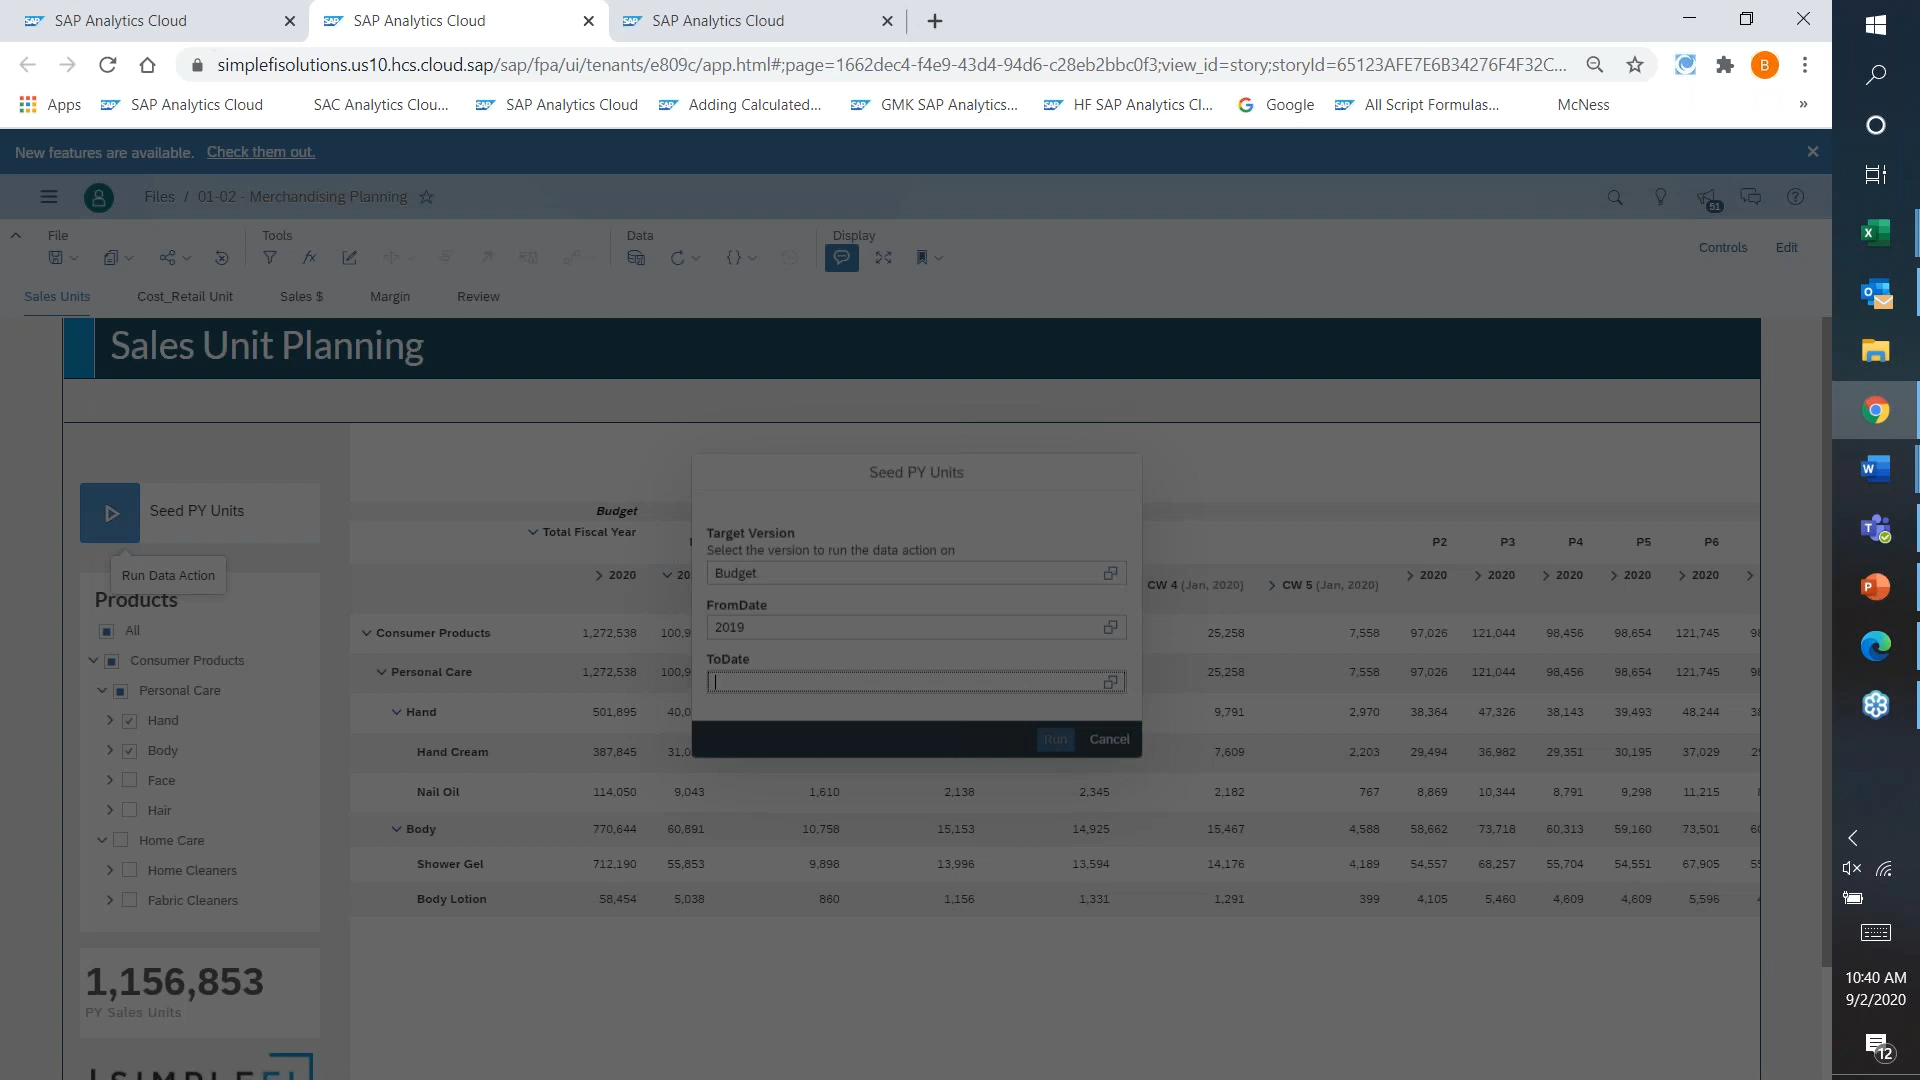 SAP Analytics Cloud
SAP Analytics Cloud
SAP Analytics Cloud
simplefisolutions.us10.hcs.cloud.sap/sap/fpa/ui/tenants/e809c/app.html#;page=1662dec4-f4e9-43d4-94d6-c28eb2bbc0f3;view_id=story;storyId=65123AFE7E6B34276F4F32C...
B
Apps SAP Analytics Cloud SAC Analytics Clou... SAP Analytics Cloud Adding Calculated... GMK SAP Analytics... HF SAP Analytics Cl... Google All Script Formulas... McNess »
New features are available. Check them out.
Files / 01-02 - Merchandising Planning
51
File Tools Data Display
Controls Edit
Sales Units Cost_Retail Unit Sales $ Margin Review
Sales Unit Planning
Seed PY Units
Run Data Action
Products
All
Consumer Products
Personal Care
Hand
Body
Face
Hair
Home Care
Home Cleaners
Fabric Cleaners
1,156,853
PY Sales Units
Budget
Total Fiscal Year P2 P3 P4 P5 P6
2020 20 CW 4 (Jan, 2020) CW 5 (Jan, 2020) 2020 2020 2020 2020 2020
Consumer Products 1,272,538 100,9 25,258 7,558 97,026 121,044 98,456 98,654 121,745
Personal Care 1,272,538 100,9 25,258 7,558 97,026 121,044 98,456 98,654 121,745
Hand 501,895 40,0 9,791 2,970 38,364 47,326 38,143 39,493 48,244
Hand Cream 387,845 31,0 7,609 2,203 29,494 36,982 29,351 30,195 37,029
Nail Oil 114,050 9,043 1,610 2,138 2,345 2,182 767 8,869 10,344 8,791 9,298 11,215
Body 770,644 60,891 10,758 15,153 14,925 15,467 4,588 58,662 73,718 60,313 59,160 73,501
Shower Gel 712,190 55,853 9,898 13,996 13,594 14,176 4,189 54,557 68,257 55,704 54,551 67,905
Body Lotion 58,454 5,038 860 1,156 1,331 1,291 399 4,105 5,460 4,609 4,609 5,596
Seed PY Units
Target Version
Select the version to run the data action on
Budget
FromDate
2019
ToDate
Run Cancel
10:40 AM
9/2/2020
12